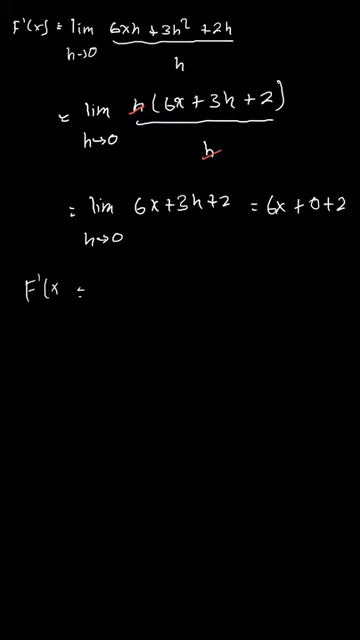 F'(x) = lim 6xh + 3h² + 2h
h→0 h
= lim h(6x + 3h + 2)
h→0 h
= lim 6x + 3h + 2 = 6x + 0 + 2
h→0
F'(x =